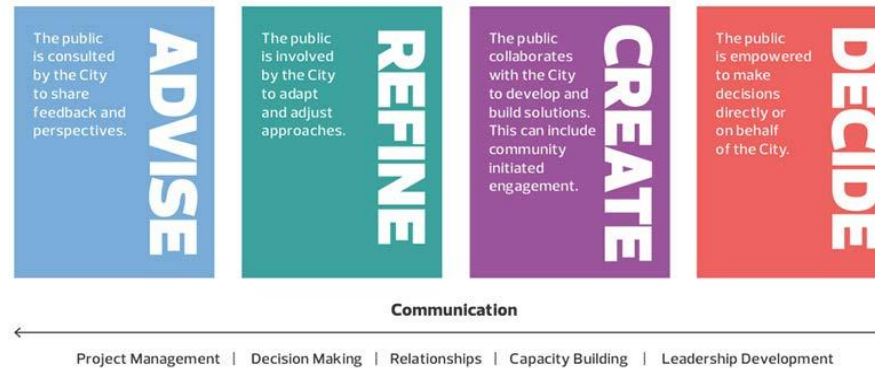 The public
is consulted
by the City
to share
feedback and
perspectives.
ADVISE
The public
is involved
by the City
to adapt
and adjust
approaches.
REFINE
The public
collaborates
with the City
to develop and
build solutions.
This can include
community
initiated
engagement.
CREATE
The public
is empowered
to make
decisions
directly or
on behalf
of the City.
DECIDE
Communication
Project Management | Decision Making | Relationships | Capacity Building | Leadership Development